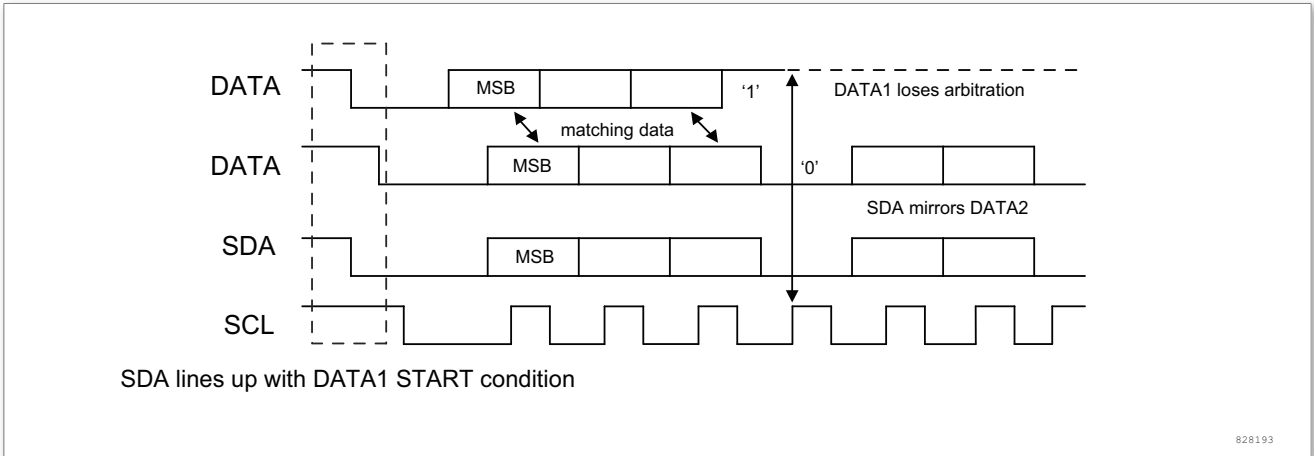 DATA
MSB
‘1’
DATA1 loses arbitration
matching data
DATA
MSB
‘0’
SDA mirrors DATA2
SDA
MSB
SCL
SDA lines up with DATA1 START condition
828193